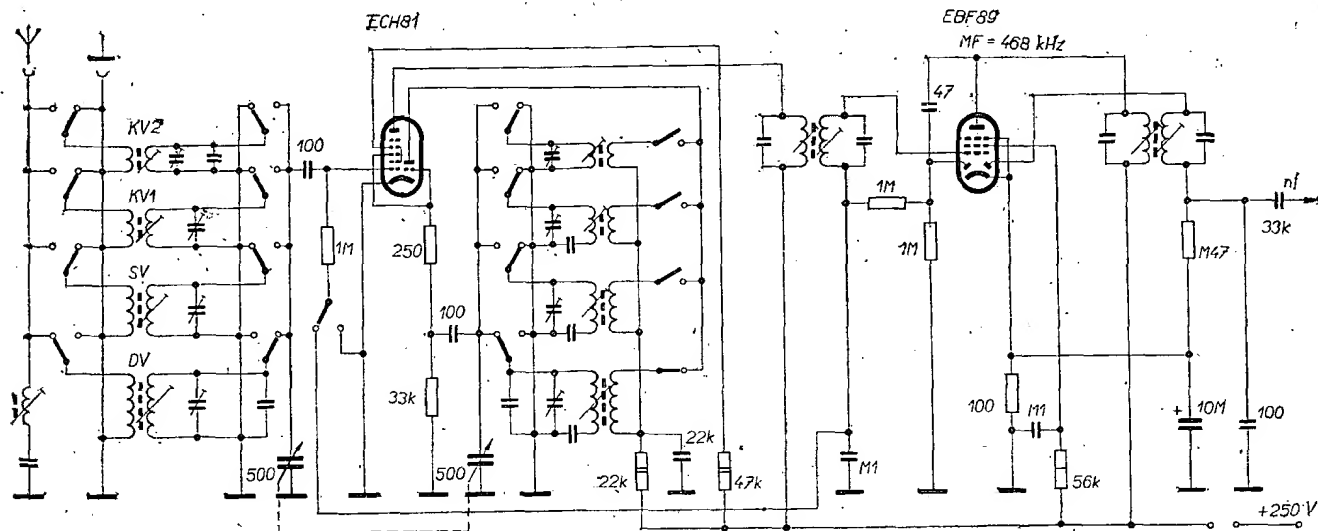 ECH81
EBF89
MF = 468 kHz
KV2
KV1
SV
DV
100
1M
250
100
33k
500
500
22k
22k
47k
47
1M
1M
M1
100
M1
56k
M47
10M
+
100
nf
33k
+250 V